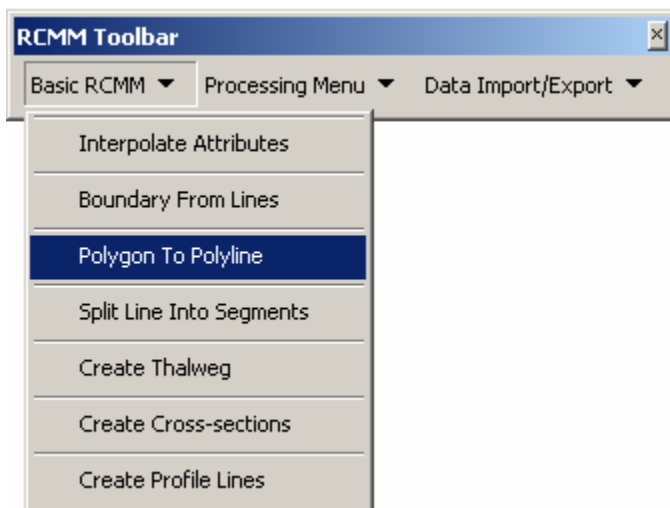 RCMM Toolbar
Basic RCMM Processing Menu Data Import/Export
Interpolate Attributes
Boundary From Lines
Polygon To Polyline
Split Line Into Segments
Create Thalweg
Create Cross-sections
Create Profile Lines